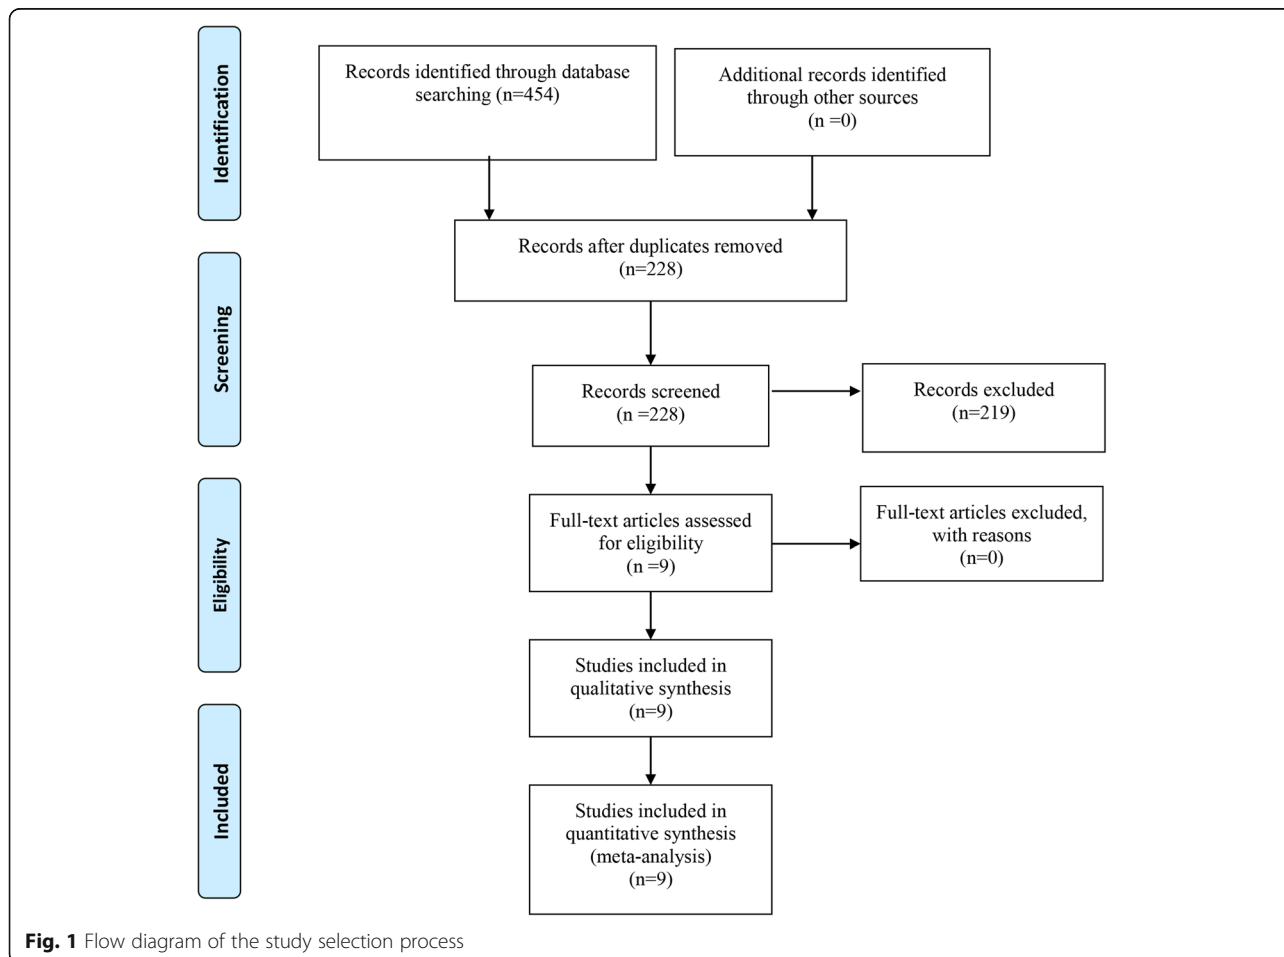 Identification
Records identified through database
searching (n=454)
Additional records identified
through other sources
(n =0)
Records after duplicates removed
(n=228)
Screening
Records screened
(n =228)
Records excluded
(n=219)
Eligibility
Full-text articles assessed
for eligibility
(n =9)
Full-text articles excluded,
with reasons
(n=0)
Studies included in
qualitative synthesis
(n=9)
Included
Studies included in
quantitative synthesis
(meta-analysis)
(n=9)
Fig. 1 Flow diagram of the study selection process